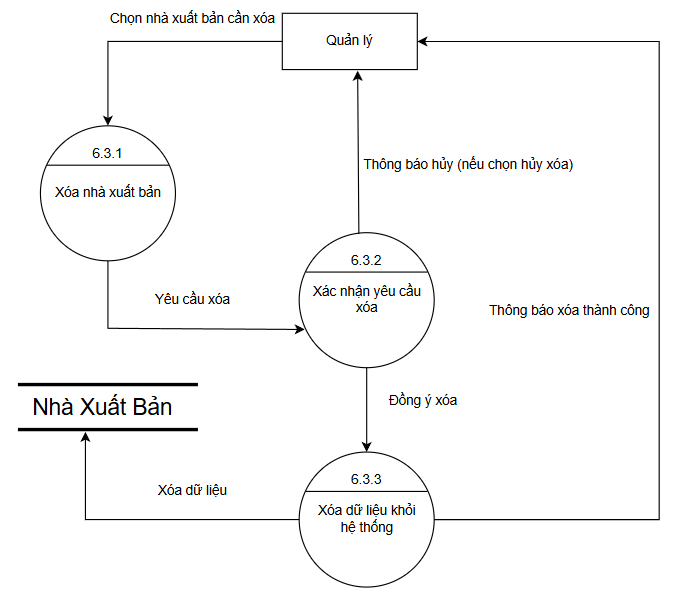 Chọn nhà xuất bản cần xóa
Quản lý
6.3.1
Xóa nhà xuất bản
Thông báo hủy (nếu chọn hủy xóa)
6.3.2
Xác nhận yêu cầu
xóa
Yêu cầu xóa
Thông báo xóa thành công
Đồng ý xóa
Nhà Xuất Bản
6.3.3
Xóa dữ liệu khỏi
hệ thống
Xóa dữ liệu